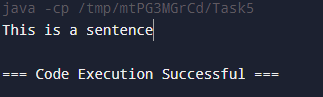 java -cp /tmp/mtPG3MGrCd/Task5
This is a sentence
=== Code Execution Successful ===